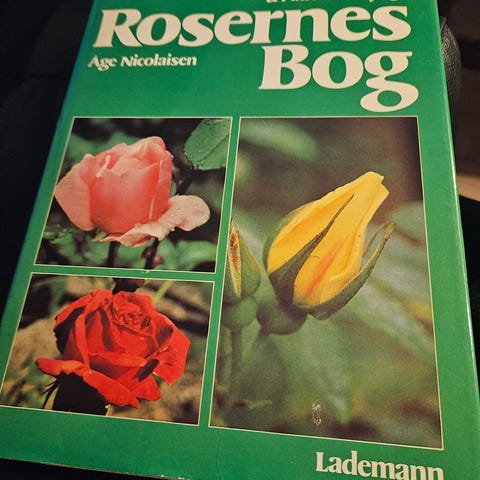 Rosernes
Åge Nicolaisen
Bog
Lademann